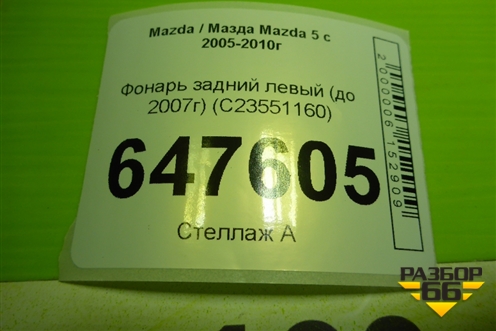 Mazda / Мазда Mazda 5 с
2005-2010г
Фонарь задний левый (до
2007г) (C23551160)
647605
Стеллаж А
2000006152909
РАЗБОР
66